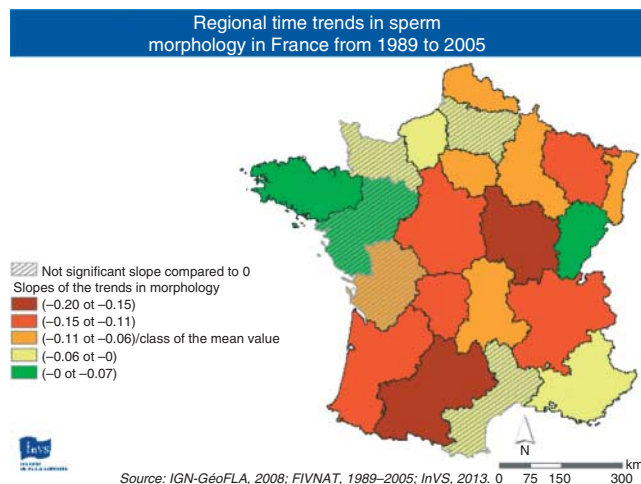 Regional time trends in sperm
morphology in France from 1989 to 2005
Not significant slope compared to 0
Slopes of the trends in morphology
(–0.20 ot –0.15)
(–0.15 ot –0.11)
(–0.11 ot –0.06)/class of the mean value
(–0.06 ot –0)
(–0 ot –0.07)
N
km
0 75 150 300
InVS
Source: IGN-GéoFLA, 2008; FIVNAT, 1989–2005; InVS, 2013.